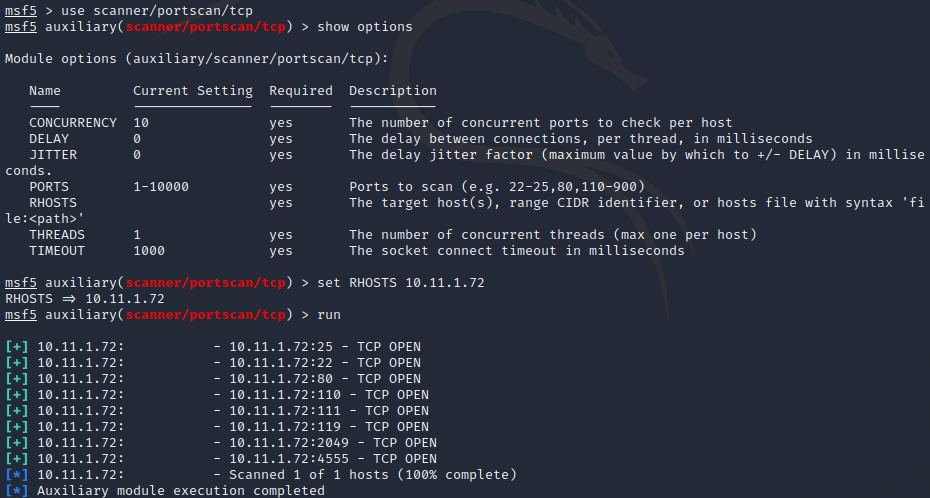 msf5 > use scanner/portscan/tcp
msf5 auxiliary(scanner/portscan/tcp) > show options
Module options (auxiliary/scanner/portscan/tcp):
Name Current Setting Required Description
---- --------------- -------- -----------
CONCURRENCY 10 yes The number of concurrent ports to check per host
DELAY 0 yes The delay between connections, per thread, in milliseconds
JITTER 0 yes The delay jitter factor (maximum value by which to +/- DELAY) in millise
conds.
PORTS 1-10000 yes Ports to scan (e.g. 22-25,80,110-900)
RHOSTS yes The target host(s), range CIDR identifier, or hosts file with syntax 'fi
le:<path>'
THREADS 1 yes The number of concurrent threads (max one per host)
TIMEOUT 1000 yes The socket connect timeout in milliseconds
msf5 auxiliary(scanner/portscan/tcp) > set RHOSTS 10.11.1.72
RHOSTS => 10.11.1.72
msf5 auxiliary(scanner/portscan/tcp) > run
[+] 10.11.1.72: - 10.11.1.72:25 - TCP OPEN
[+] 10.11.1.72: - 10.11.1.72:22 - TCP OPEN
[+] 10.11.1.72: - 10.11.1.72:80 - TCP OPEN
[+] 10.11.1.72: - 10.11.1.72:110 - TCP OPEN
[+] 10.11.1.72: - 10.11.1.72:111 - TCP OPEN
[+] 10.11.1.72: - 10.11.1.72:119 - TCP OPEN
[+] 10.11.1.72: - 10.11.1.72:2049 - TCP OPEN
[+] 10.11.1.72: - 10.11.1.72:4555 - TCP OPEN
[*] 10.11.1.72: - Scanned 1 of 1 hosts (100% complete)
[*] Auxiliary module execution completed